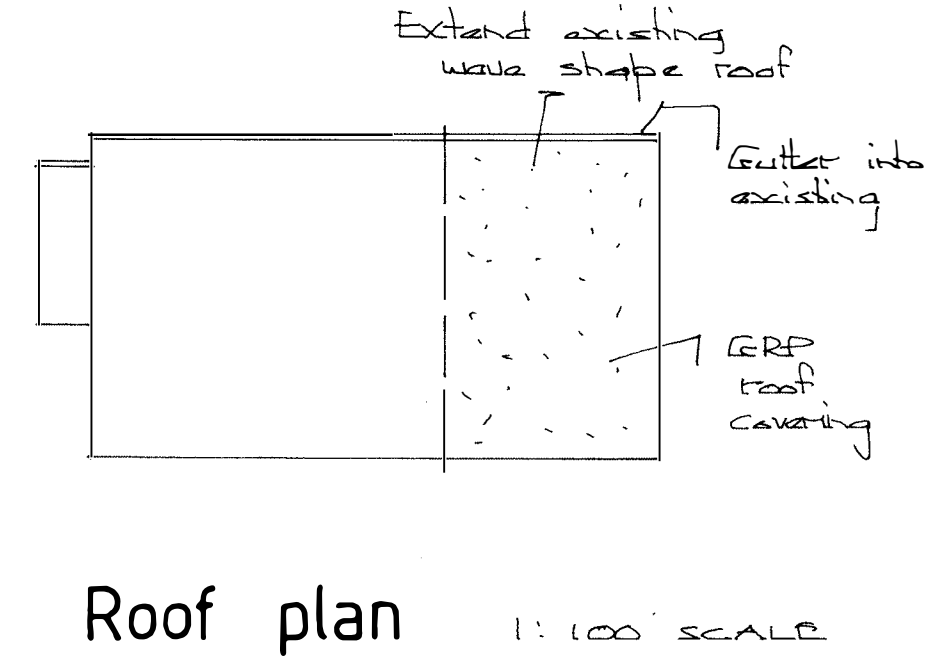 Extend existing
wave shape roof
Gutter into
existing
GRP
roof
covering
Roof plan
1:100 SCALE